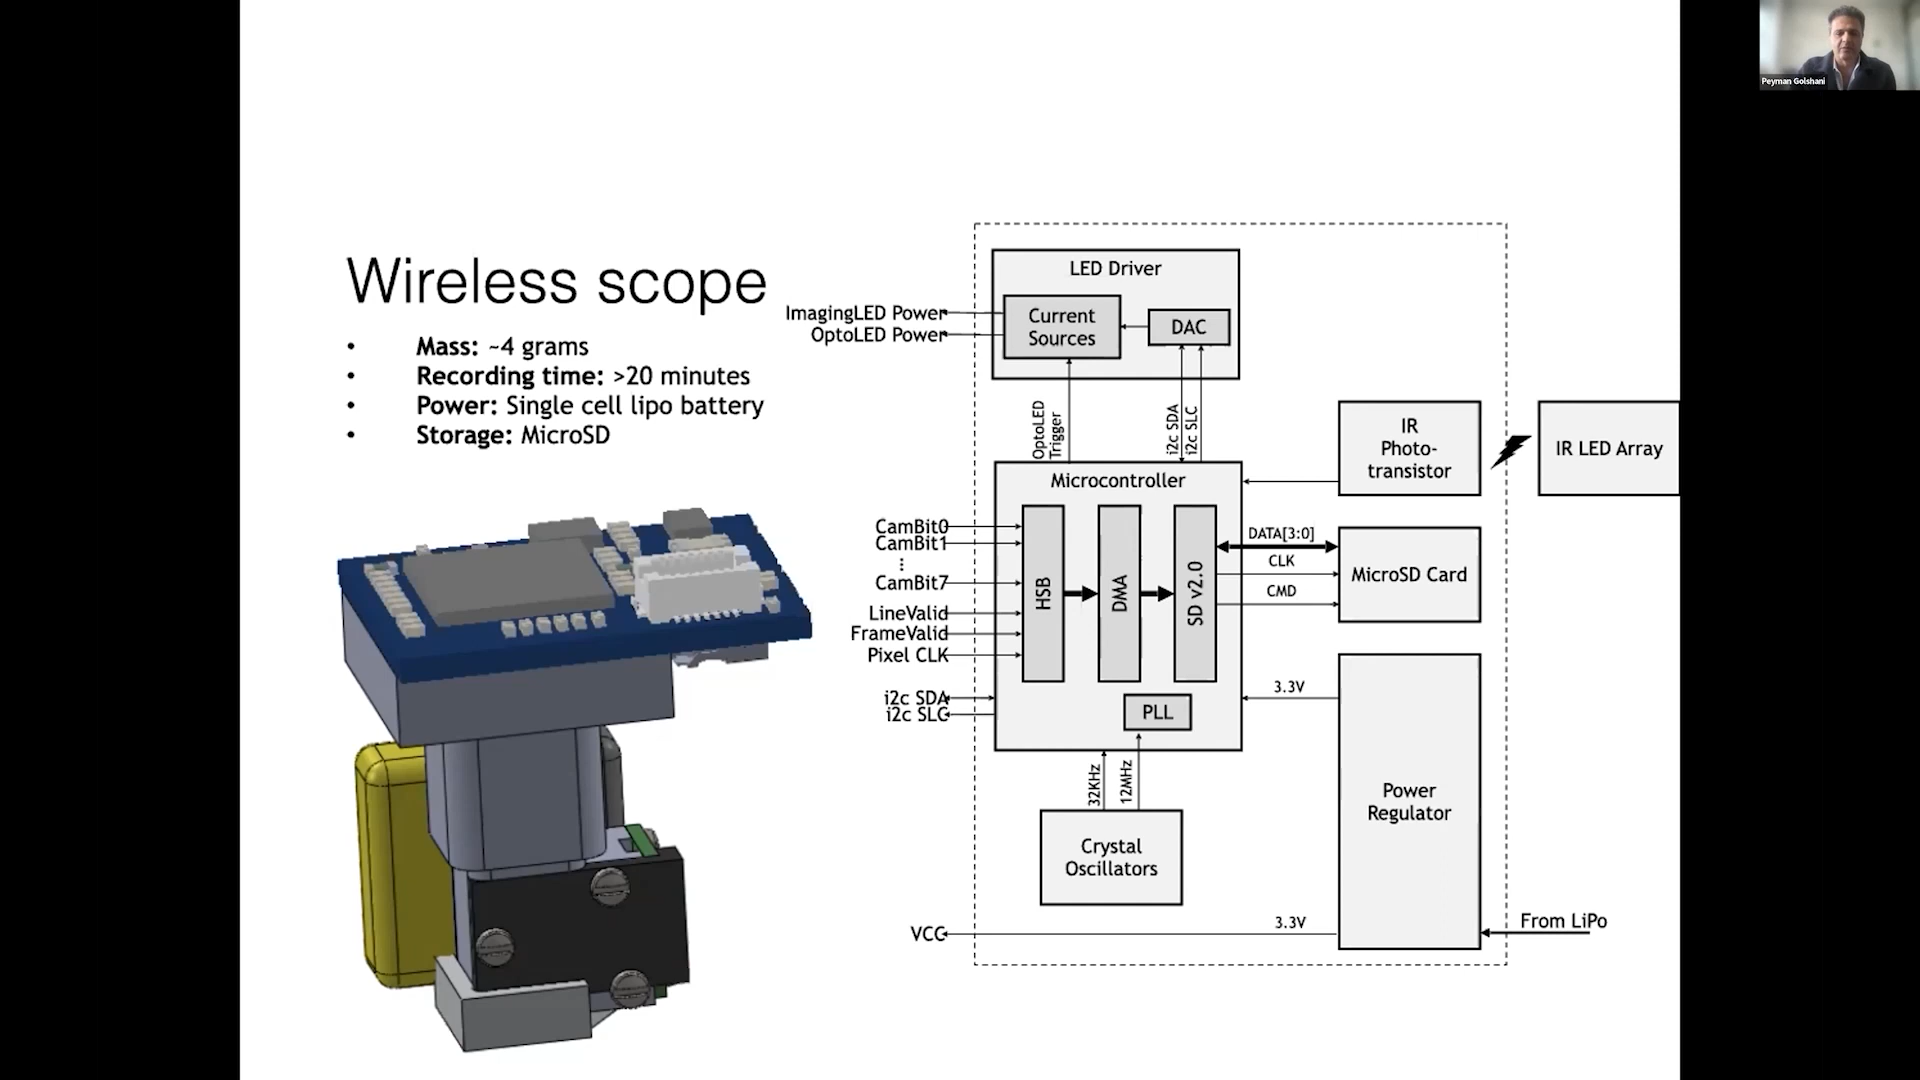 Peyman Golshani
Wireless scope
• Mass: ~4 grams
• Recording time: >20 minutes
• Power: Single cell lipo battery
• Storage: MicroSD
LED Driver
ImagingLED Power
OptoLED Power
Current
Sources
DAC
OptoLED
Trigger
i2c SDA
i2c SLC
IR
Photo-
transistor
IR LED Array
Microcontroller
CamBit0
CamBit1
⋮
CamBit7
LineValid
FrameValid
Pixel CLK
i2c SDA
i2c SLC
HSB
DMA
SD v2.0
PLL
DATA[3:0]
CLK
CMD
MicroSD Card
3.3V
32KHz
12MHz
Crystal
Oscillators
Power
Regulator
VCC
3.3V
From LiPo